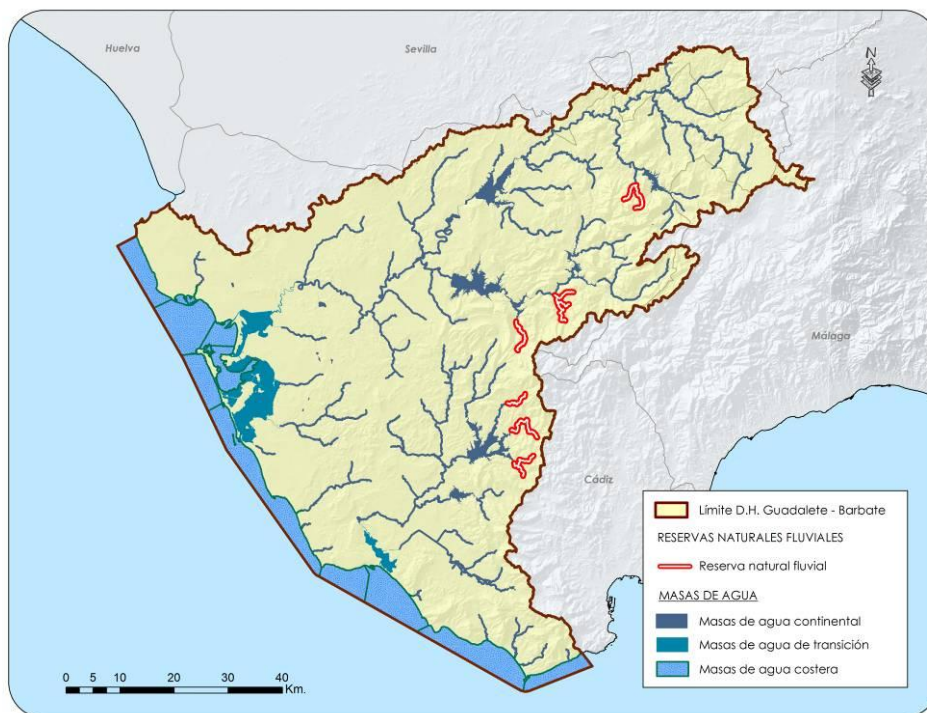 Huelva
Sevilla
N
Málaga
Cádiz
Límite D.H. Guadalete - Barbate
RESERVAS NATURALES FLUVIALES
Reserva natural fluvial
MASAS DE AGUA
Masas de agua continental
Masas de agua de transición
Masas de agua costera
0 5 10 20 30 40
Km.